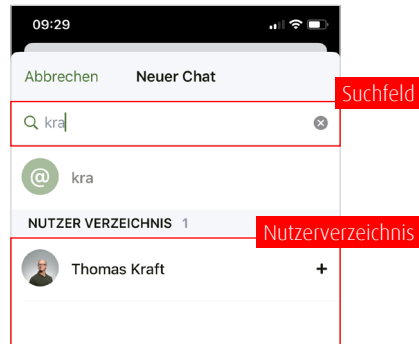 09:29
Abbrechen Neuer Chat
Suchfeld
kra
@ kra
NUTZER VERZEICHNIS 1
Nutzerverzeichnis
Thomas Kraft +